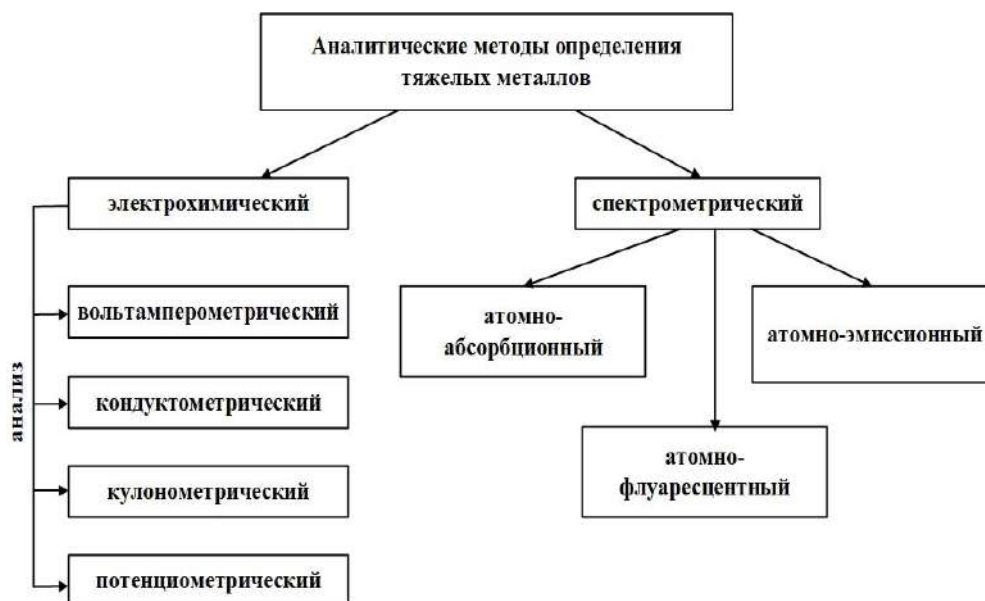 Аналитические методы определения
тяжелых металлов
электрохимический
спектрометрический
вольтамперометрический
кондуктометрический
кулонометрический
потенциометрический
анализ
атомно-
абсорбционный
атомно-эмиссионный
атомно-
флуаресцентный